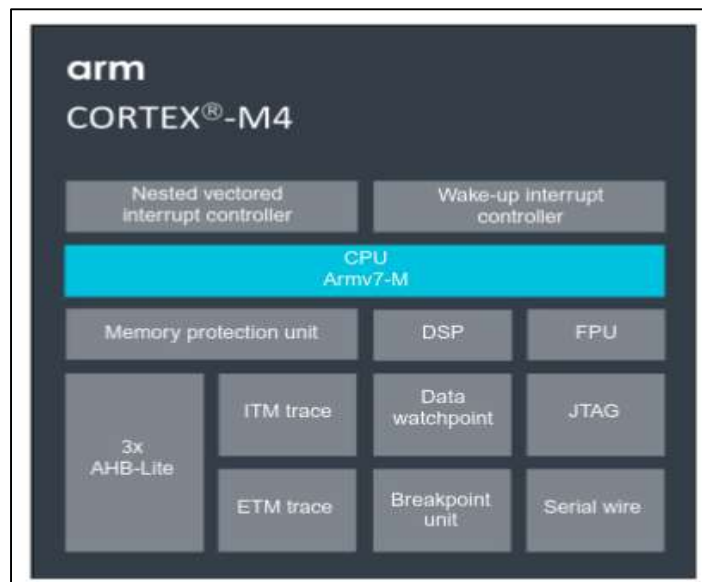 arm
CORTEX®-M4
Nested vectored
interrupt controller
Wake-up interrupt
controller
CPU
Armv7-M
Memory protection unit
DSP
FPU
3x
AHB-Lite
ITM trace
Data
watchpoint
JTAG
ETM trace
Breakpoint
unit
Serial wire